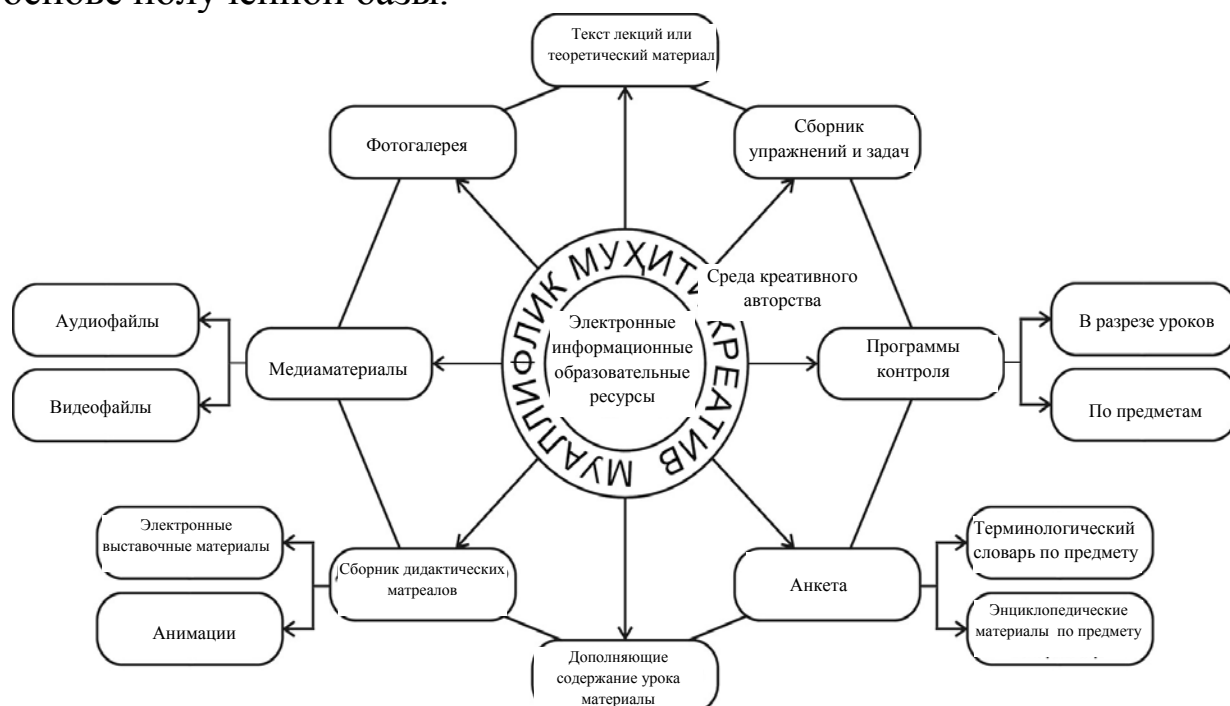 основе полученной базы.
Текст лекций или
теоретический материал
Фотогалерея
Сборник
упражнений и задач
МУАЛЛИФЛИК МУҲИТИ КРЕАТИВ
Среда креативного
авторства
Электронные
информационные
образовательные
ресурсы
Аудиофайлы
Видеофайлы
Медиаматериалы
Программы
контроля
В разрезе уроков
По предметам
Электронные
выставочные материалы
Анимации
Сборник дидактических
матреалов
Анкета
Терминологический
словарь по предмету
Энциклопедические
материалы по предмету
Дополняющие
содержание урока
материалы